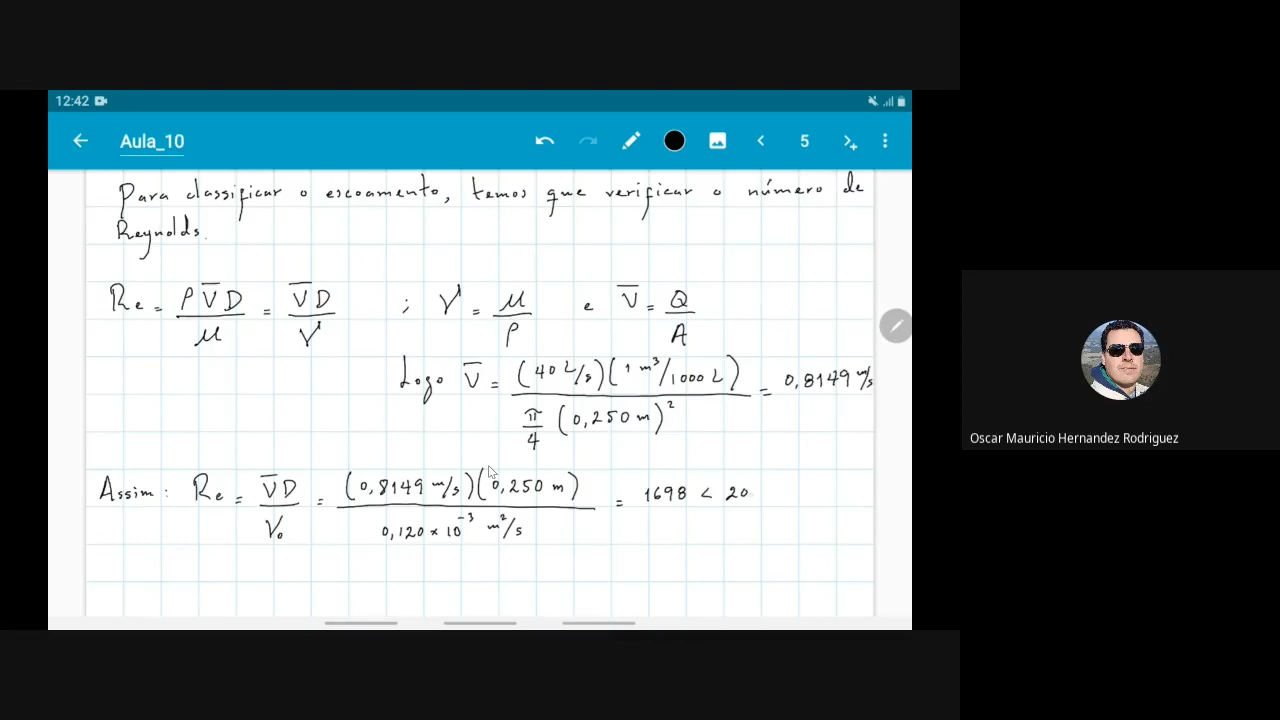 12:42
Aula_10
5
Para classificar o escoamento, temos que verificar o número de
Reynolds.
Re = ρV̅D/μ = V̅D/ν ; ν = μ/ρ e V̅ = Q/A
Logo V̅ = (40 L/s)(1 m³/1000 L) / (π/4 (0,250 m)²) = 0,8149 m/s
Assim: Re = V̅D/ν₀ = (0,8149 m/s)(0,250 m) / (0,120 × 10⁻³ m²/s) = 1698 < 20
Oscar Mauricio Hernandez Rodriguez